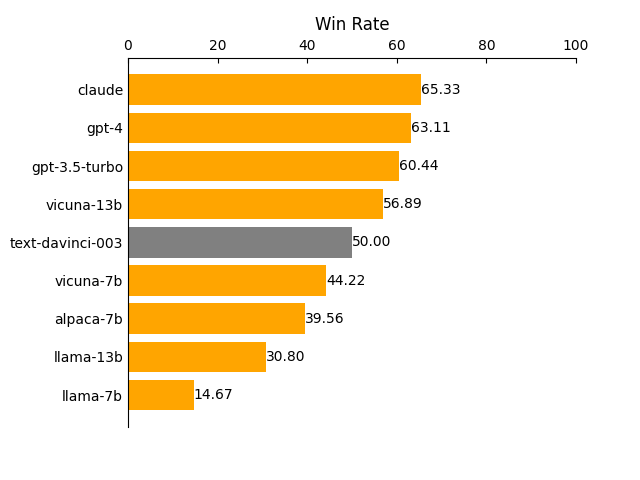 Win Rate
0 20 40 60 80 100
claude 65.33
gpt-4 63.11
gpt-3.5-turbo 60.44
vicuna-13b 56.89
text-davinci-003 50.00
vicuna-7b 44.22
alpaca-7b 39.56
llama-13b 30.80
llama-7b 14.67